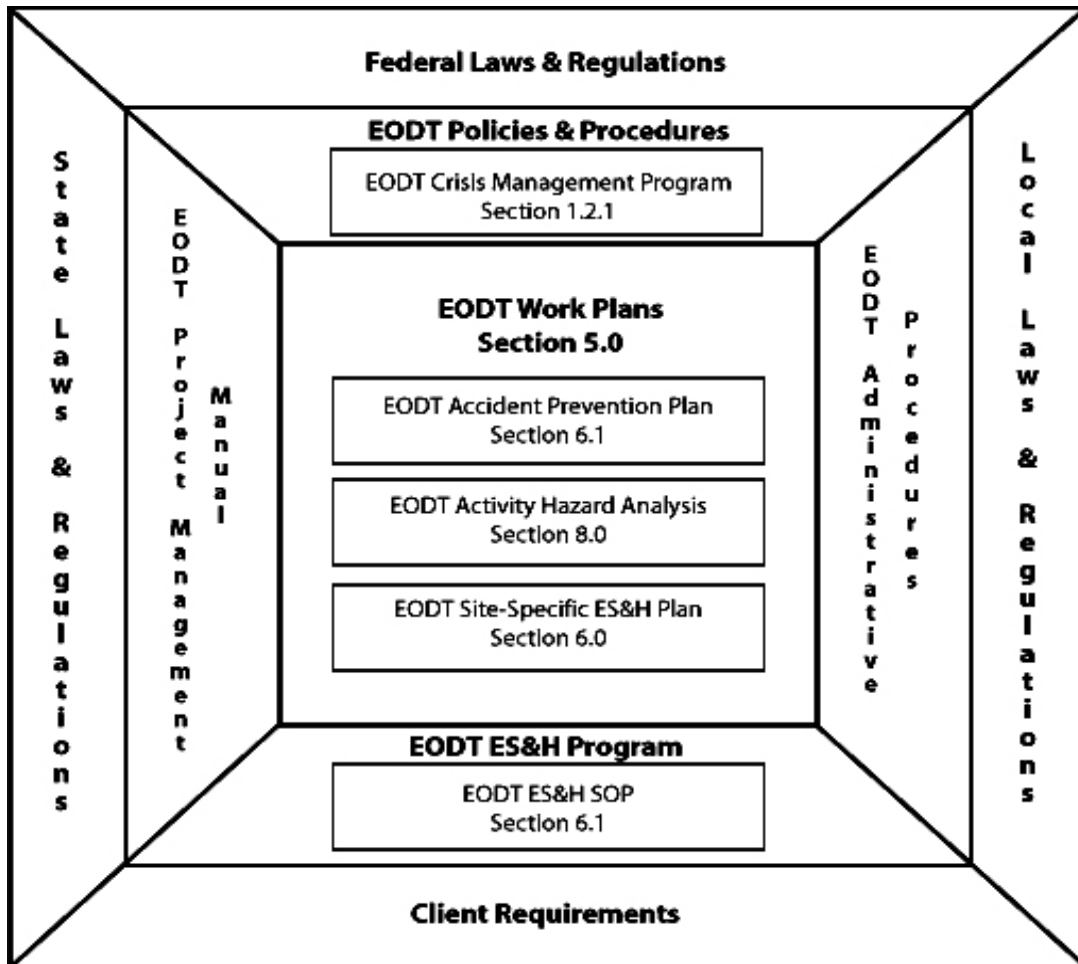 Federal Laws & Regulations
EODT Policies & Procedures
EODT Crisis Management Program
Section 1.2.1
State Laws & Regulations
EODT Project Management
Manual
EODT Work Plans
Section 5.0
EODT Accident Prevention Plan
Section 6.1
EODT Activity Hazard Analysis
Section 8.0
EODT Site-Specific ES&H Plan
Section 6.0
EODT Administrative
Procedures
Local Laws & Regulations
EODT ES&H Program
EODT ES&H SOP
Section 6.1
Client Requirements